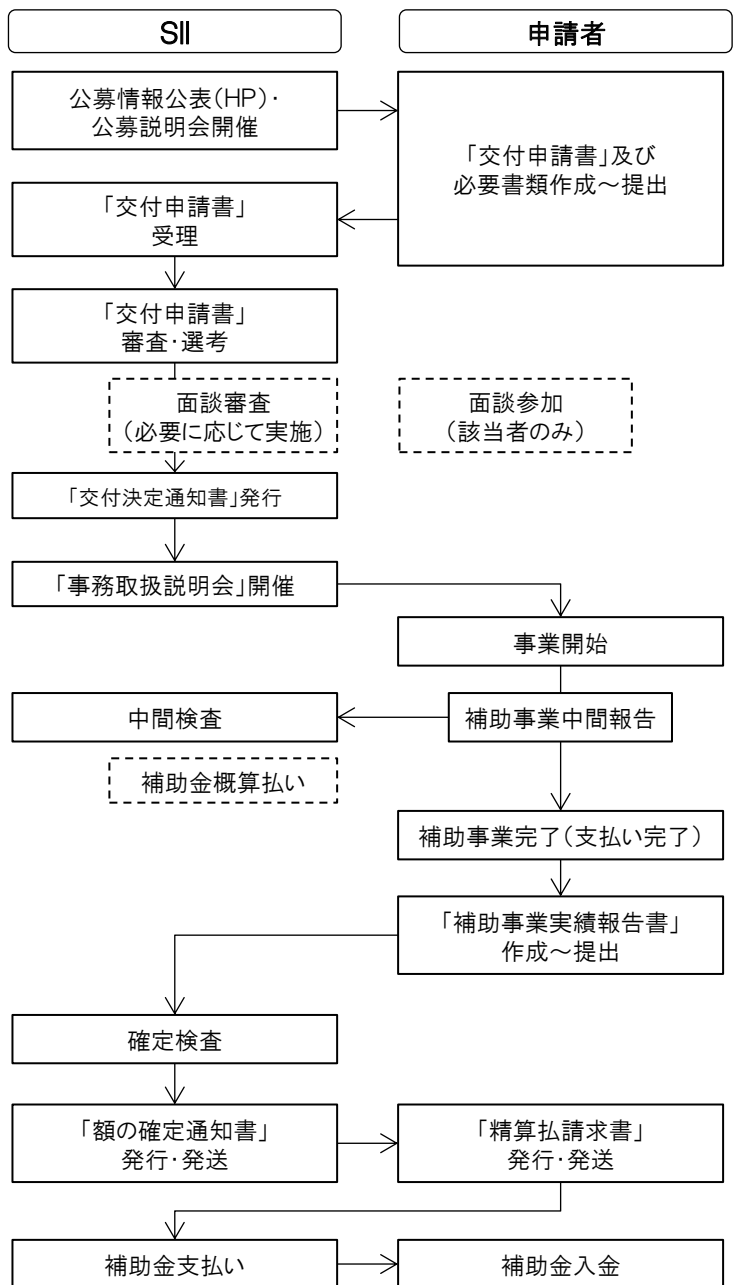 SII
申請者
公募情報公表(HP)・
公募説明会開催
「交付申請書」及び
必要書類作成～提出
「交付申請書」
受理
「交付申請書」
審査・選考
面談審査
(必要に応じて実施)
面談参加
(該当者のみ)
「交付決定通知書」発行
「事務取扱説明会」開催
事業開始
中間検査
補助事業中間報告
補助金概算払い
補助事業完了(支払い完了)
「補助事業実績報告書」
作成～提出
確定検査
「額の確定通知書」
発行・発送
「精算払請求書」
発行・発送
補助金支払い
補助金入金